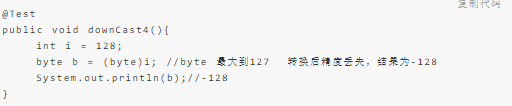 复制代码
@Test
public void downCast4(){
    int i = 128;
    byte b = (byte)i; //byte 最大到127  转换后精度丢失，结果为-128
    System.out.println(b);//-128
}